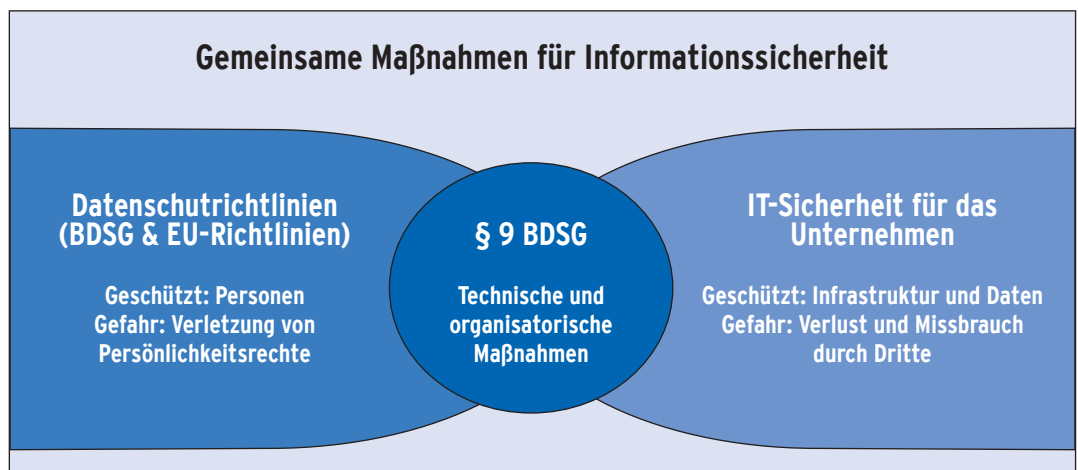 Gemeinsame Maßnahmen für Informationssicherheit
Datenschutrichtlinien
(BDSG & EU-Richtlinien)
Geschützt: Personen
Gefahr: Verletzung von
Persönlichkeitsrechte
§ 9 BDSG
Technische und
organisatorische
Maßnahmen
IT-Sicherheit für das
Unternehmen
Geschützt: Infrastruktur und Daten
Gefahr: Verlust und Missbrauch
durch Dritte